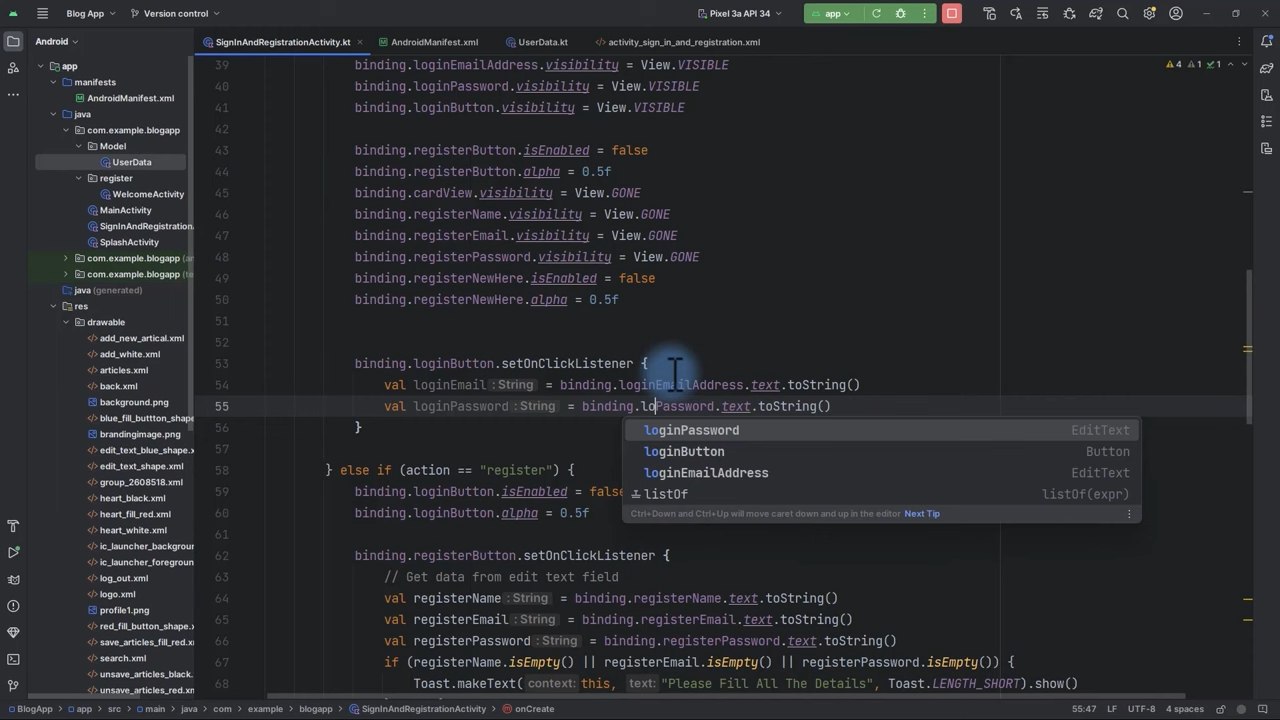 Blog App
Version control
Pixel 3a API 34
app
Android
SignInAndRegistrationActivity.kt
AndroidManifest.xml
UserData.kt
activity_sign_in_and_registration.xml
4
1
1
app
manifests
AndroidManifest.xml
java
com.example.blogapp
Model
UserData
register
WelcomeActivity
MainActivity
SignInAndRegistration
SplashActivity
com.example.blogapp (an
com.example.blogapp (te
java (generated)
res
drawable
add_new_artical.xml
add_white.xml
articles.xml
back.xml
background.png
blue_fill_buttton_shape
brandingimage.png
edit_text_blue_shape.xm
edit_text_shape.xml
group_2608518.xml
heart_black.xml
heart_fill_red.xml
heart_white.xml
ic_launcher_backgroun
ic_launcher_foregroun
log_out.xml
logo.xml
profile1.png
red_fill_button_shape.x
save_articles_fill_red.xml
search.xml
unsave_articles_black.
unsave_articles_red.xml
39 binding.loginEmailAddress.visibility = View.VISIBLE
40 binding.loginPassword.visibility = View.VISIBLE
41 binding.loginButton.visibility = View.VISIBLE
42
43 binding.registerButton.isEnabled = false
44 binding.registerButton.alpha = 0.5f
45 binding.cardView.visibility = View.GONE
46 binding.registerName.visibility = View.GONE
47 binding.registerEmail.visibility = View.GONE
48 binding.registerPassword.visibility = View.GONE
49 binding.registerNewHere.isEnabled = false
50 binding.registerNewHere.alpha = 0.5f
51
52
53 binding.loginButton.setOnClickListener {
54 val loginEmail : String = binding.loginEmailAddress.text.toString()
55 val loginPassword : String = binding.loPassword.text.toString()
56 }
57
loginPassword EditText
loginButton Button
loginEmailAddress EditText
listOf listOf(expr)
Ctrl+Down and Ctrl+Up will move caret down and up in the editor Next Tip
58 } else if (action == "register") {
59 binding.loginButton.isEnabled = false
60 binding.loginButton.alpha = 0.5f
61
62 binding.registerButton.setOnClickListener {
63 // Get data from edit text field
64 val registerName : String = binding.registerName.text.toString()
65 val registerEmail : String = binding.registerEmail.text.toString()
66 val registerPassword : String = binding.registerPassword.text.toString()
67 if (registerName.isEmpty() || registerEmail.isEmpty() || registerPassword.isEmpty()) {
68 Toast.makeText( context: this, text: "Please Fill All The Details", Toast.LENGTH_SHORT).show()
BlogApp > app > src > main > java > com > example > blogapp > SignInAndRegistrationActivity > onCreate
55:47 LF UTF-8 4 spaces